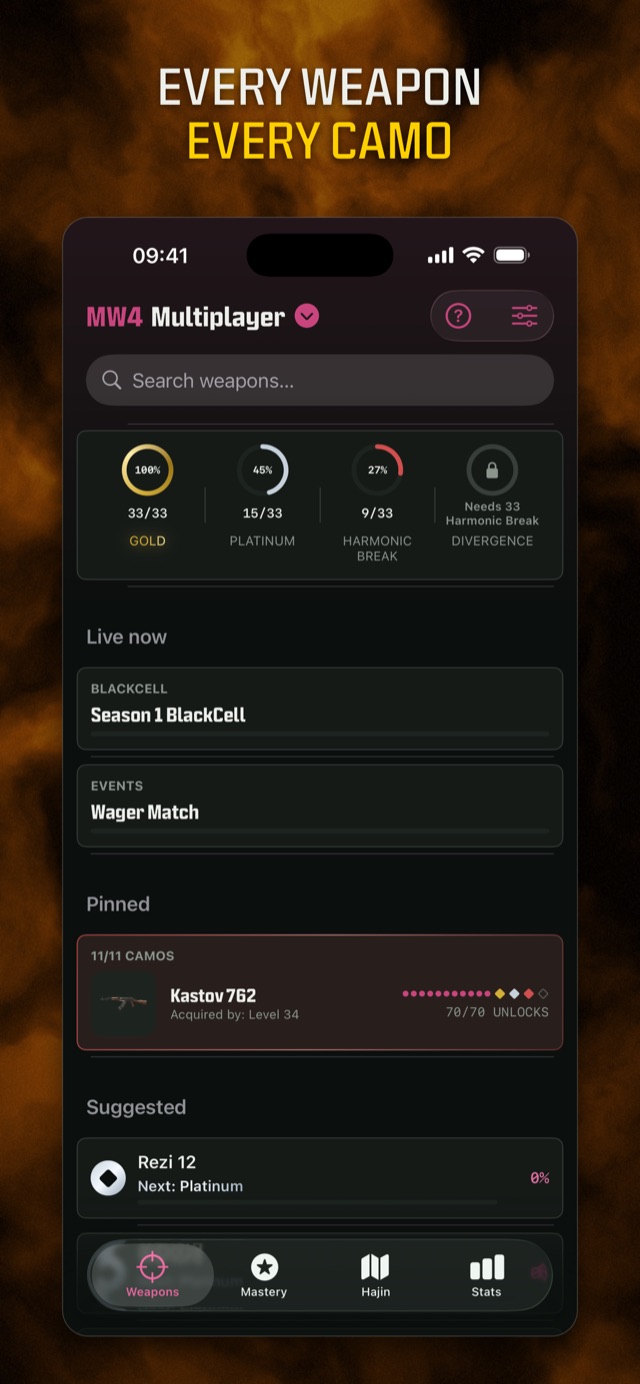 EVERY WEAPON
EVERY CAMO
09:41
MW4 Multiplayer
?
Search weapons...
100%
45%
27%
33/33
15/33
9/33
Needs 33
Harmonic Break
GOLD
PLATINUM
HARMONIC
BREAK
DIVERGENCE
Live now
BLACKCELL
Season 1 BlackCell
EVENTS
Wager Match
Pinned
11/11 CAMOS
Kastov 762
Acquired by: Level 34
70/70 UNLOCKS
Suggested
Rezi 12
Next: Platinum
0%
Weapons
Mastery
Hajin
Stats